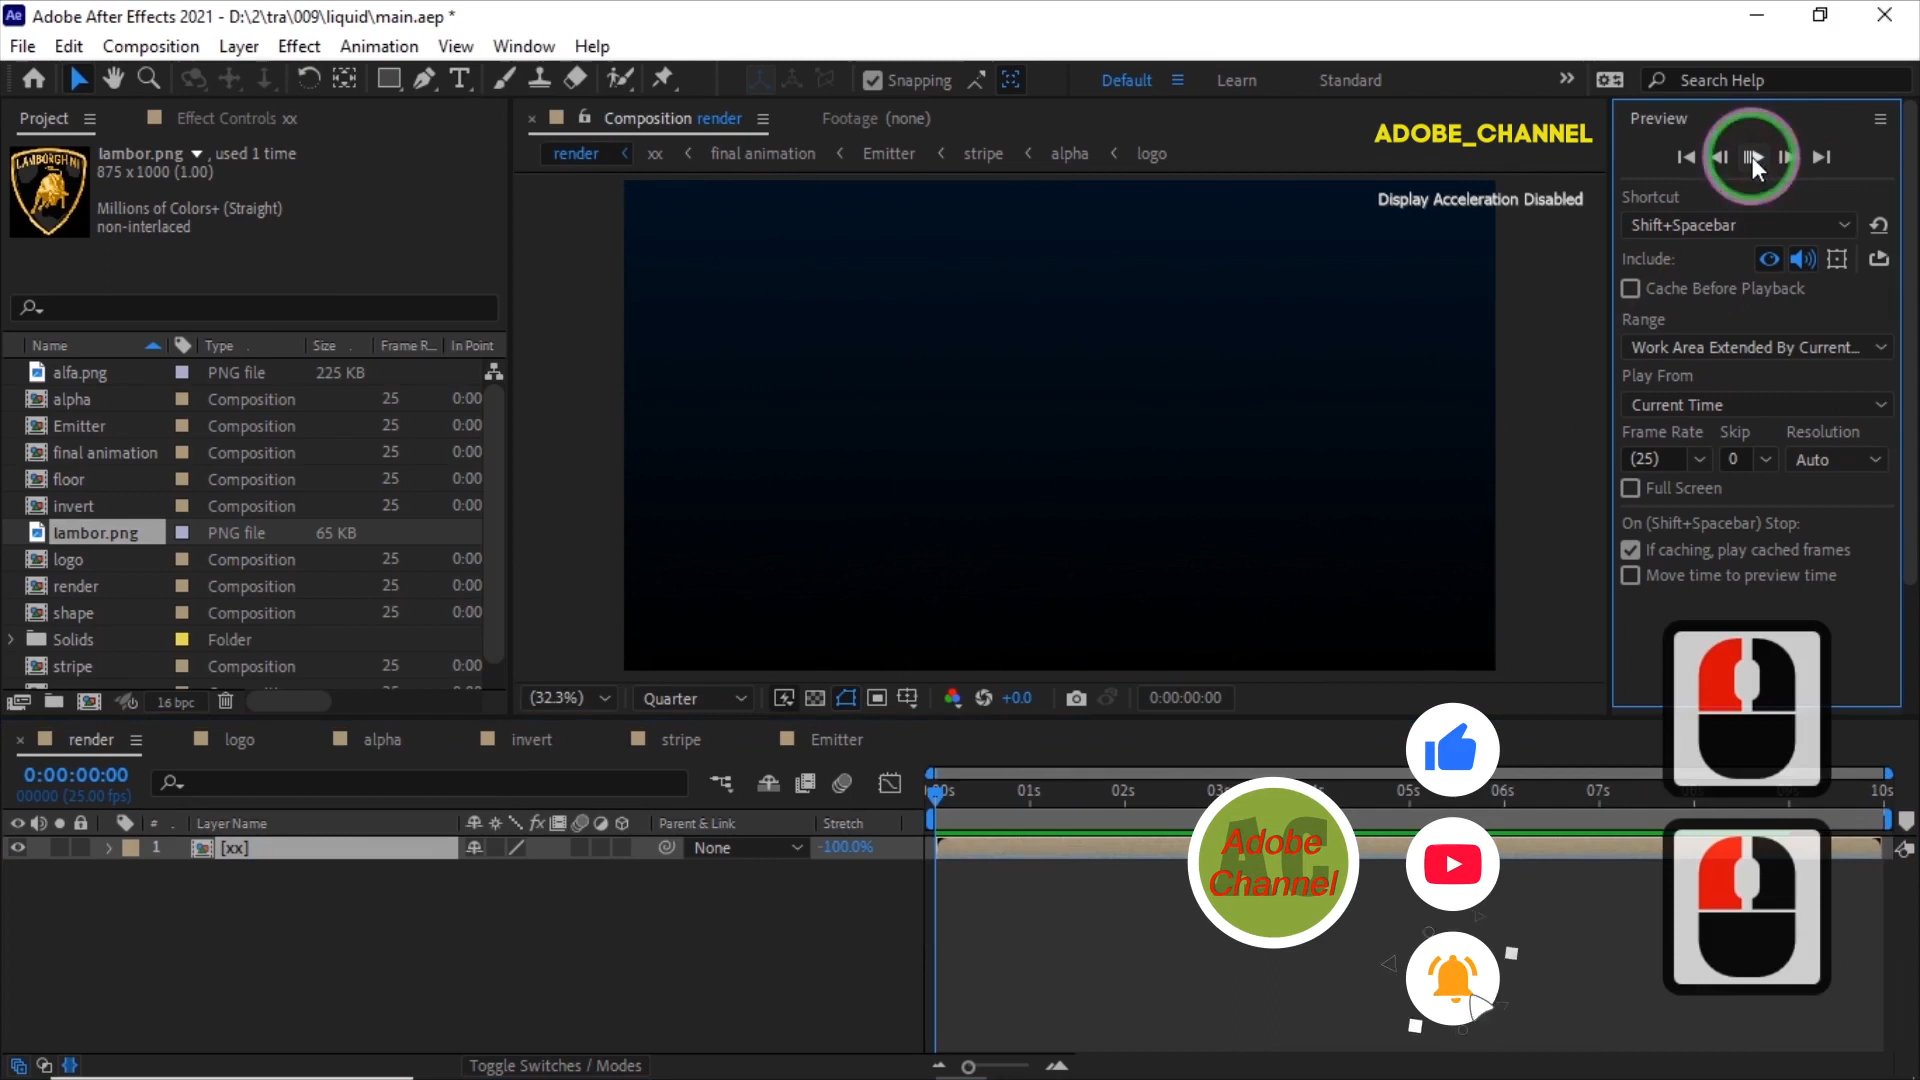 Ae Adobe After Effects 2021 - D:\2\tra\009\liquid\main.aep *
File Edit Composition Layer Effect Animation View Window Help
Snapping Default Learn Standard Search Help
Project Effect Controls xx
lambor.png , used 1 time
875 x 1000 (1.00)
Millions of Colors+ (Straight)
non-interlaced
LAMBORGHINI
Composition render Footage (none)
render xx final animation Emitter stripe alpha logo
ADOBE_CHANNEL
Display Acceleration Disabled
Preview
Shortcut
Shift+Spacebar
Include:
Cache Before Playback
Range
Work Area Extended By Current...
Play From
Current Time
Frame Rate Skip Resolution
(25) 0 Auto
Full Screen
On (Shift+Spacebar) Stop:
If caching, play cached frames
Move time to preview time
Name Type Size Frame R... In Point
alfa.png PNG file 225 KB
alpha Composition 25 0:00
Emitter Composition 25 0:00
final animation Composition 25 0:00
floor Composition 25 0:00
invert Composition 25 0:00
lambor.png PNG file 65 KB
logo Composition 25 0:00
render Composition 25 0:00
shape Composition 25 0:00
Solids Folder
stripe Composition 25 0:00
16 bpc
(32.3%) Quarter +0.0 0:00:00:00
render logo alpha invert stripe Emitter
0:00:00:00
00000 (25.00 fps)
# Layer Name fx Parent & Link Stretch
1 [xx] None -100.0%
00s 01s 02s 03s 05s 06s 07s 10s
AC
Adobe
Channel
Toggle Switches / Modes